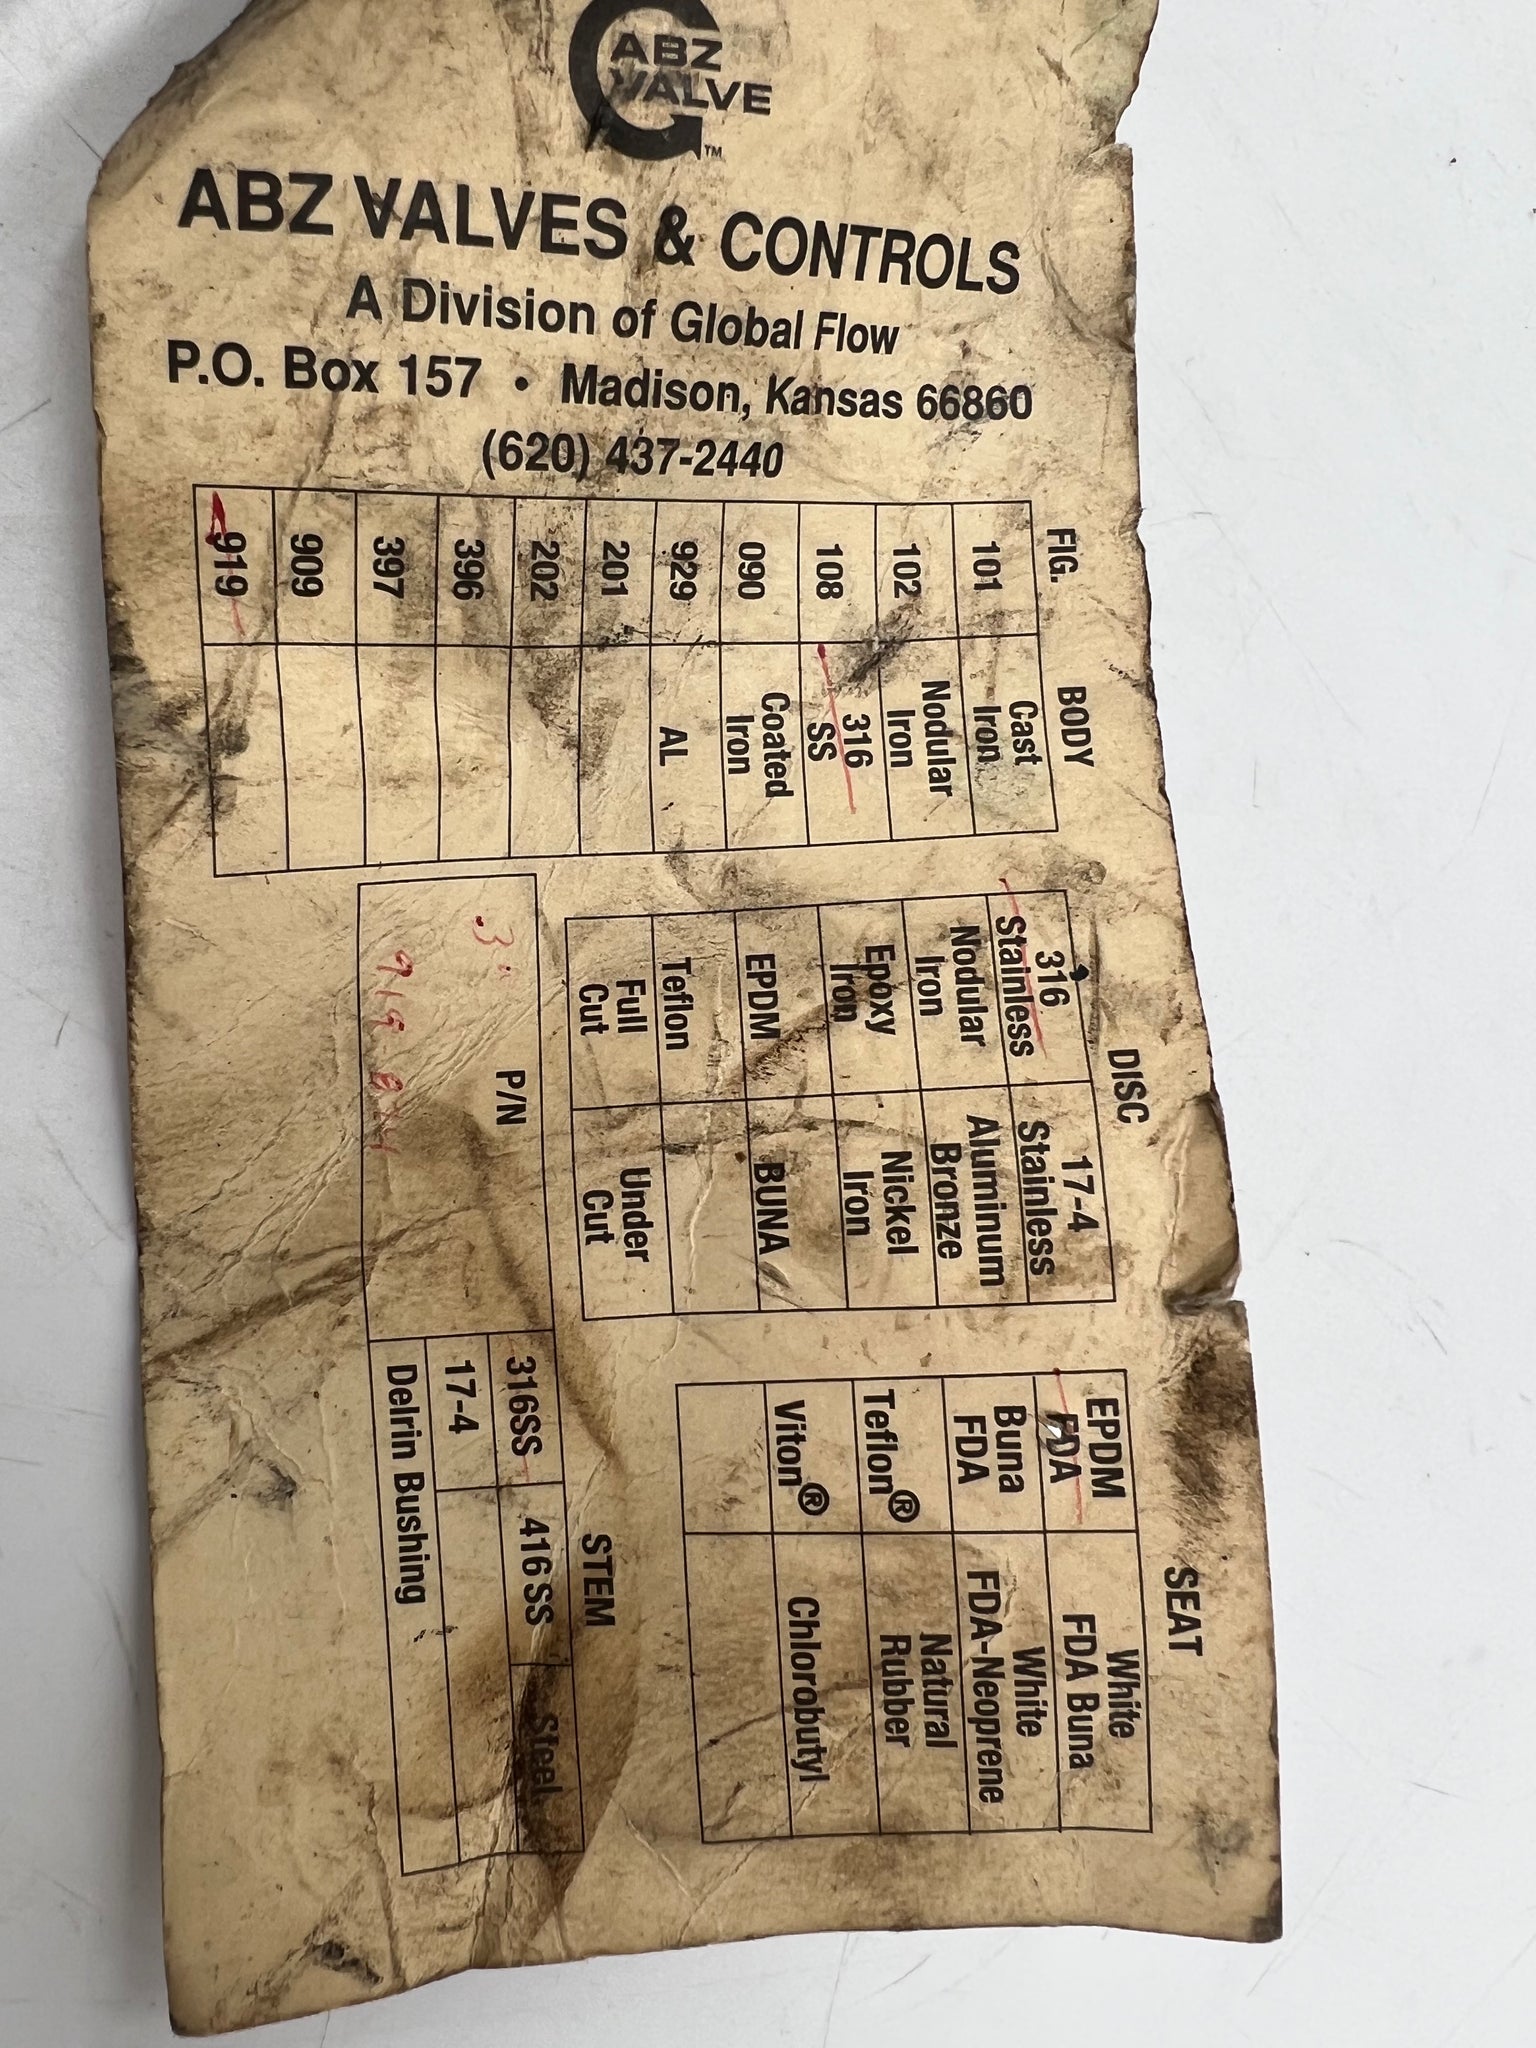 ABZ
VALVE
TM
ABZ VALVES & CONTROLS
A Division of Global Flow
P.O. Box 157 • Madison, Kansas 66860
(620) 437-2440
FIG. BODY
101 Cast Iron
102 Nodular Iron
108 316 SS
090 Coated Iron
929 AL
201
202
396
397
909
919
DISC
316 Stainless 17-4 Stainless
Nodular Iron Aluminum Bronze
Epoxy Iron Nickel Iron
EPDM BUNA
Teflon
Full Cut Under Cut
SEAT
EPDM FDA White FDA Buna
Buna FDA White FDA-Neoprene
Teflon® Natural Rubber
Viton® Chlorobutyl
P/N
3"
919
STEM
316SS 416 SS Steel
17-4
Delrin Bushing